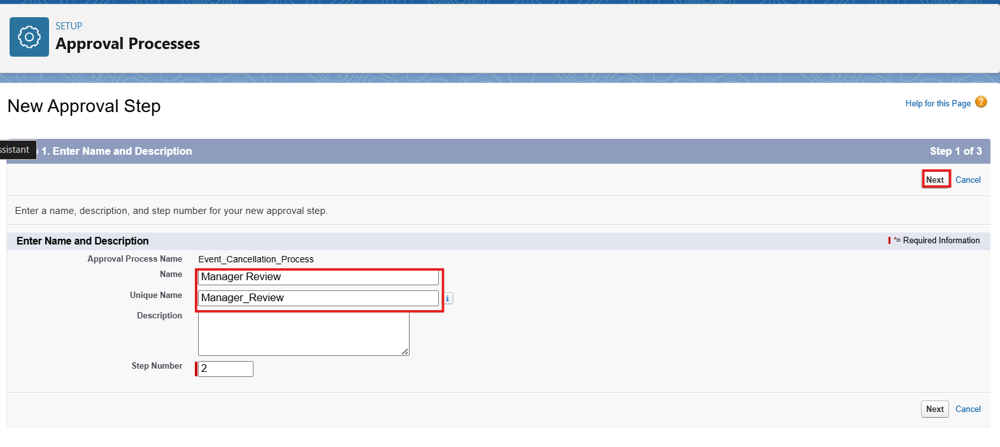 SETUP
Approval Processes
New Approval Step
Help for this Page ?
1. Enter Name and Description Step 1 of 3
Next Cancel
Enter a name, description, and step number for your new approval step.
Enter Name and Description *= Required Information
Approval Process Name Event_Cancellation_Process
Name Manager Review
Unique Name Manager_Review i
Description
Step Number 2
Next Cancel